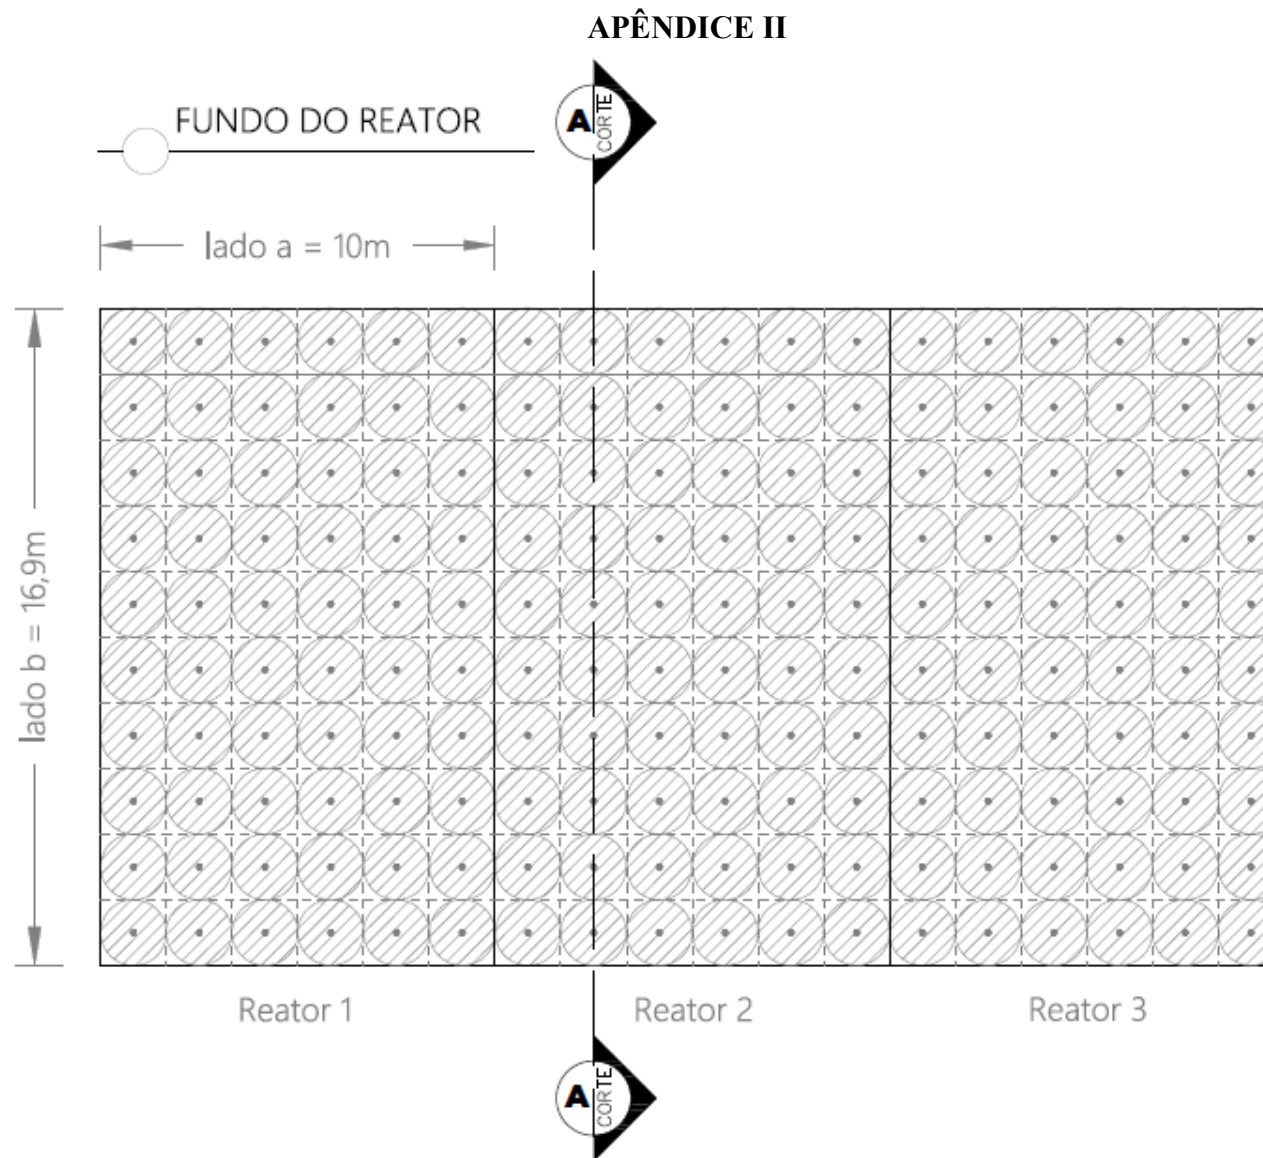 APÊNDICE II
FUNDO DO REATOR
A CORTE
lado a = 10m
lado b = 16,9m
Reator 1
Reator 2
Reator 3
A CORTE